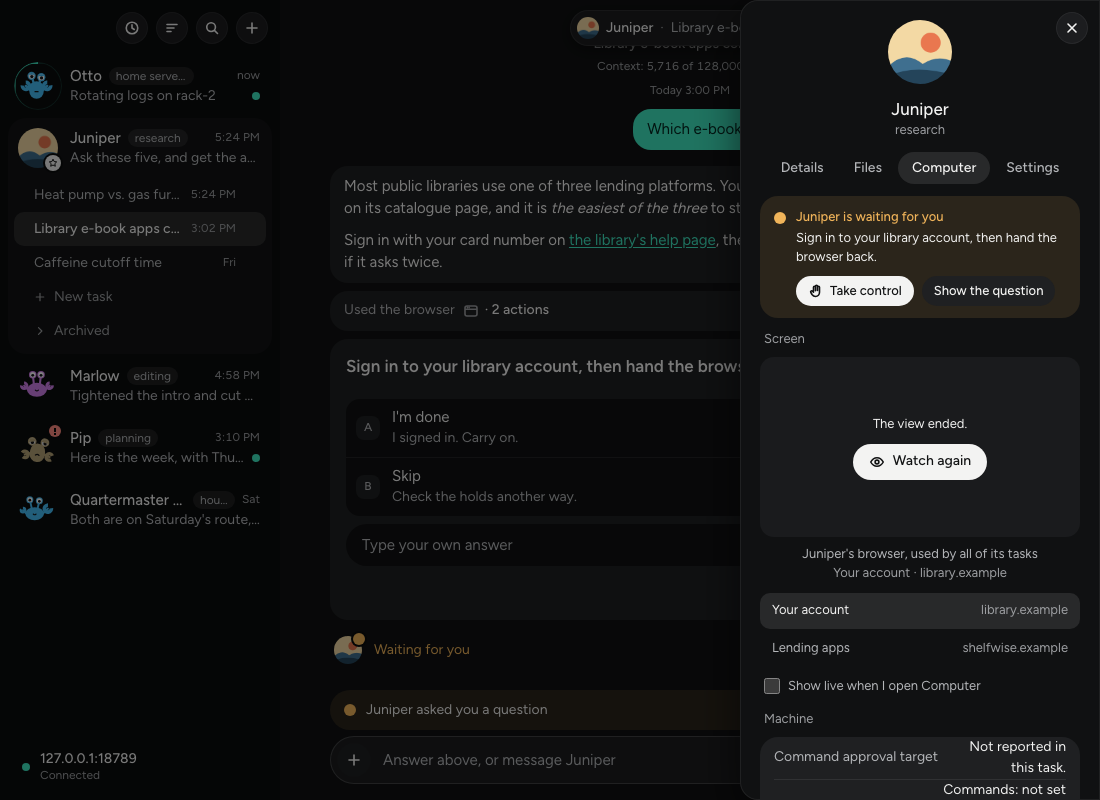 Otto home serve... now
Rotating logs on rack-2
Juniper research 5:24 PM
Ask these five, and get the a...
Heat pump vs. gas fur... 5:24 PM
Library e-book apps c... 3:02 PM
Caffeine cutoff time Fri
New task
Archived
Marlow editing 4:58 PM
Tightened the intro and cut ...
Pip planning 3:10 PM
Here is the week, with Thu...
Quartermaster ... hou... Sat
Both are on Saturday's route,...
127.0.0.1:18789
Connected
Juniper · Library e-b
Context: 5,716 of 128,000
Today 3:00 PM
Which e-book
Most public libraries use one of three lending platforms. You
on its catalogue page, and it is the easiest of the three to st
Sign in with your card number on the library's help page, the
if it asks twice.
Used the browser · 2 actions
Sign in to your library account, then hand the brows
A I'm done
I signed in. Carry on.
B Skip
Check the holds another way.
Type your own answer
Waiting for you
Juniper asked you a question
Answer above, or message Juniper
Juniper
research
Details Files Computer Settings
Juniper is waiting for you
Sign in to your library account, then hand the
browser back.
Take control Show the question
Screen
The view ended.
Watch again
Juniper's browser, used by all of its tasks
Your account · library.example
Your account library.example
Lending apps shelfwise.example
Show live when I open Computer
Machine
Command approval target Not reported in
this task.
Commands: not set